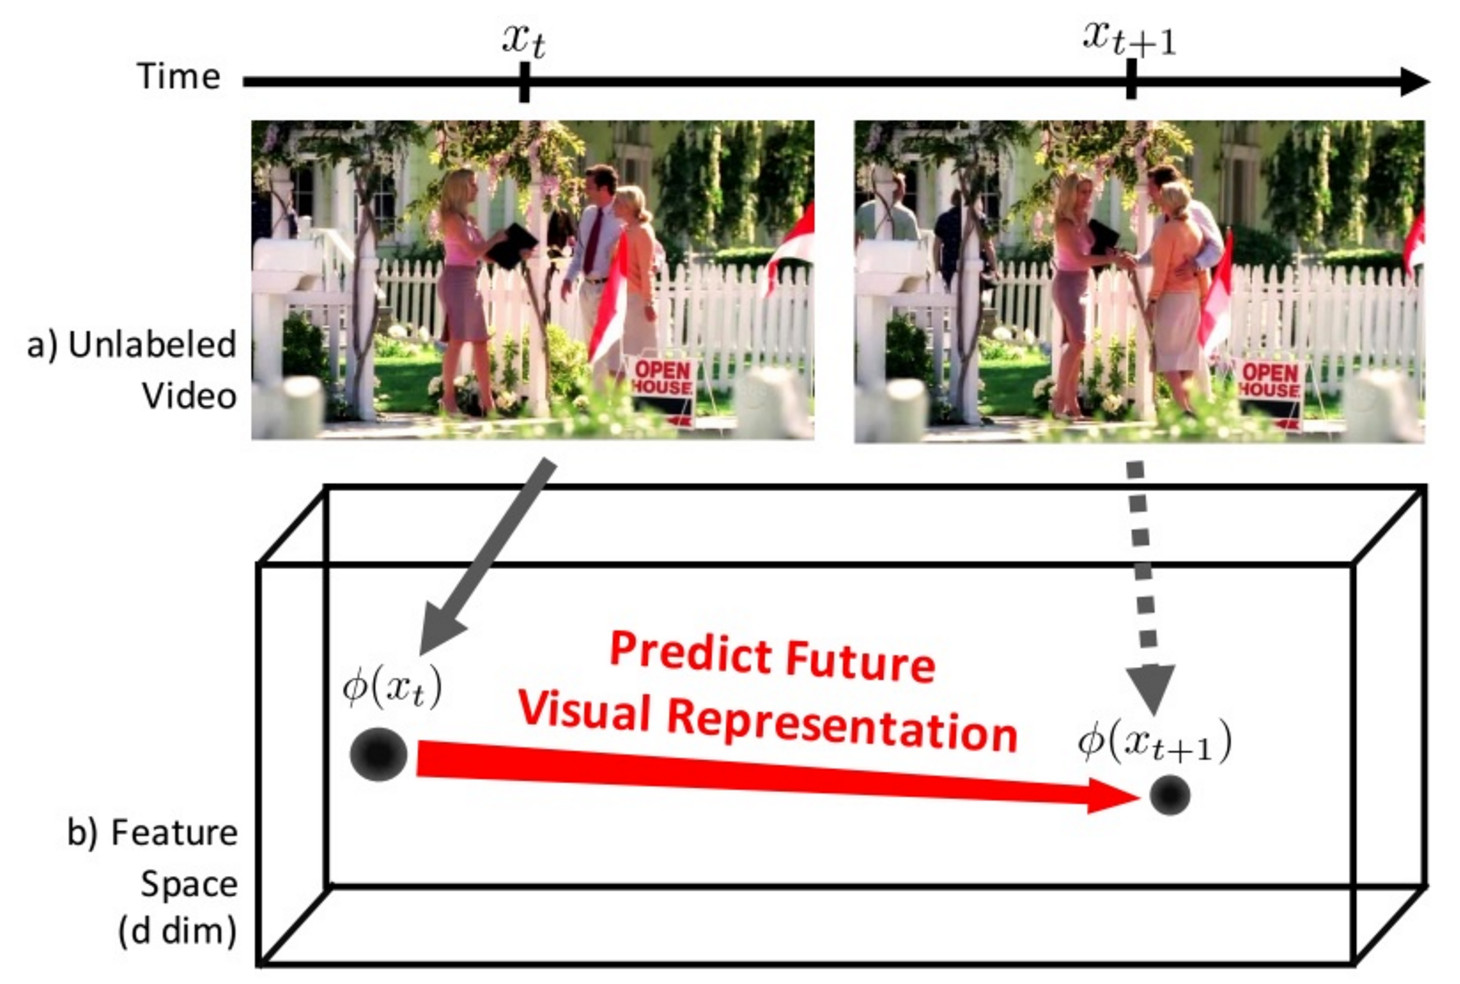 x_t
x_{t+1}
Time
a) Unlabeled
Video
OPEN
HOUSE
OPEN
HOUSE
Predict Future
Visual Representation
ϕ(x_t)
ϕ(x_{t+1})
b) Feature
Space
(d dim)